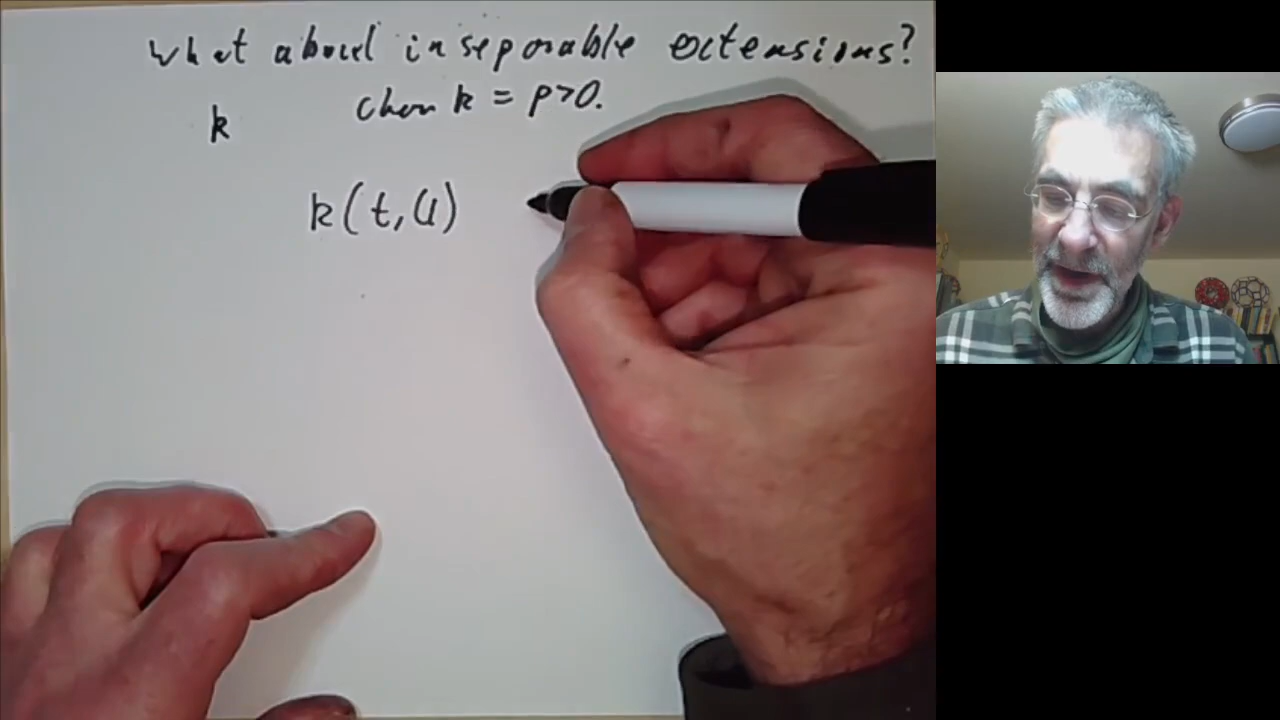 What about inseparable extensions?
char k = p>0.
k
k(t,u)